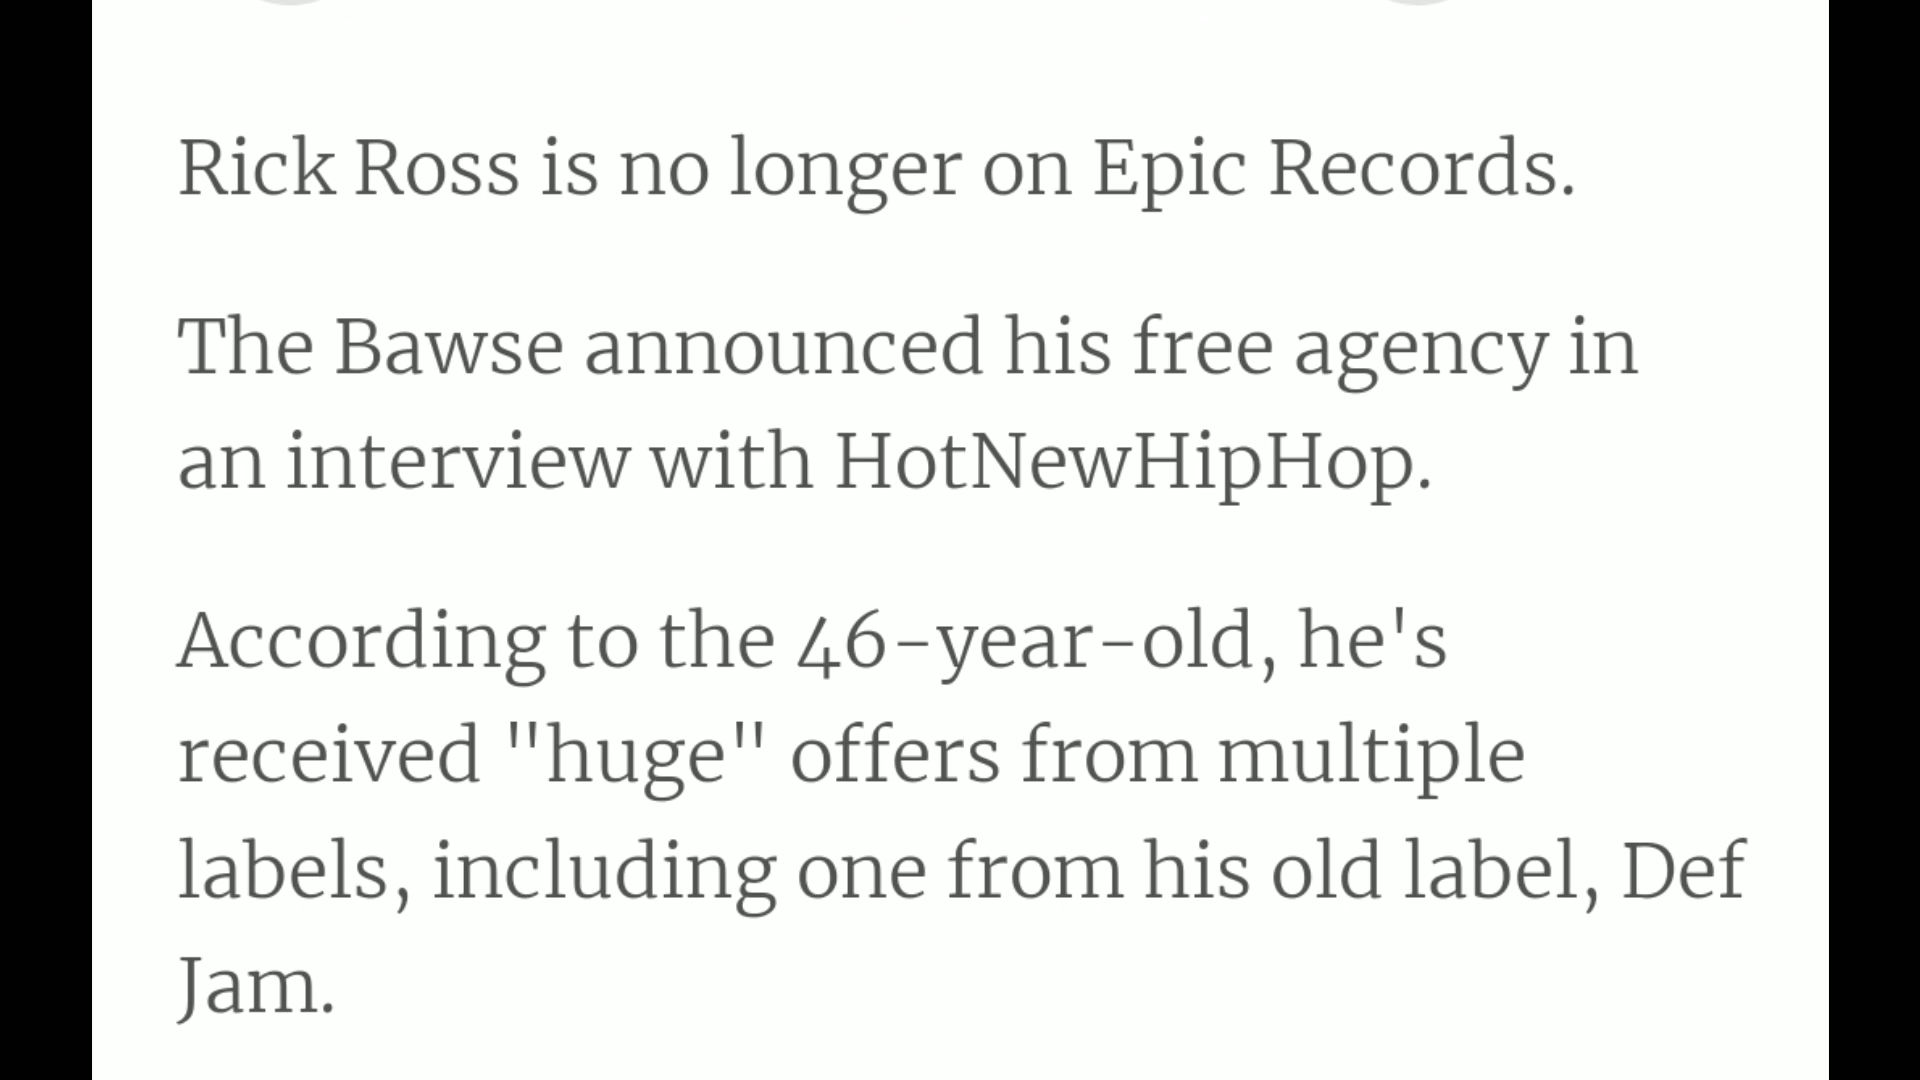 Rick Ross is no longer on Epic Records.
The Bawse announced his free agency in
an interview with HotNewHipHop.
According to the 46-year-old, he's
received "huge" offers from multiple
labels, including one from his old label, Def
Jam.